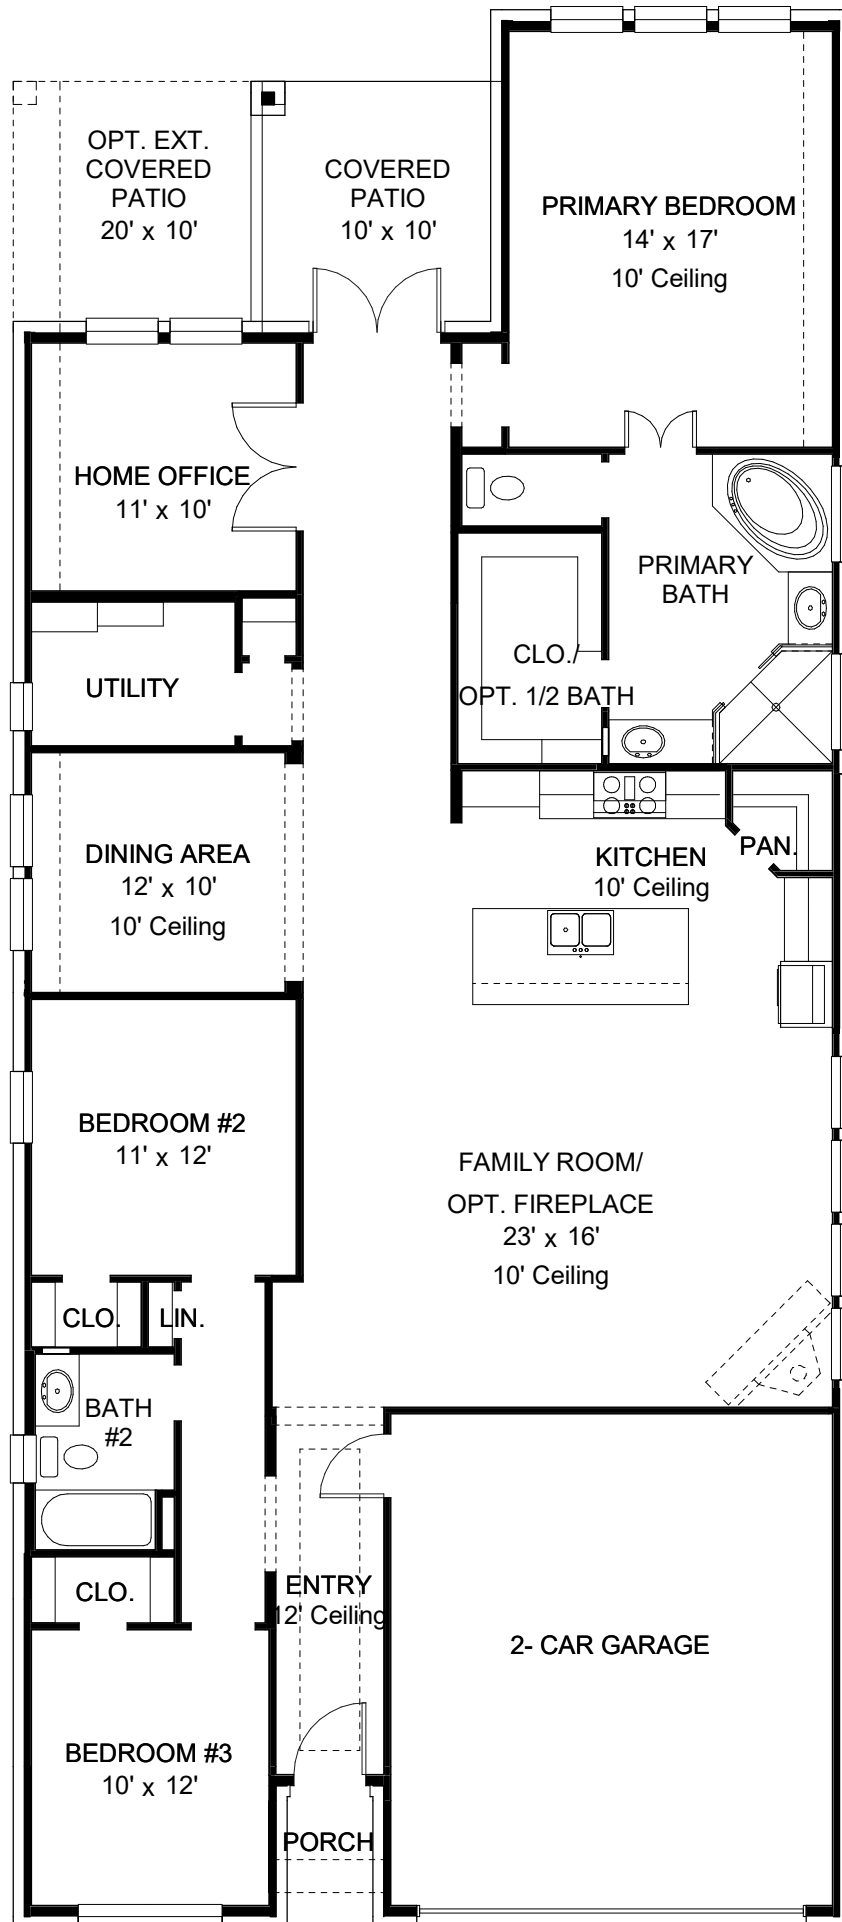 OPT. EXT.
COVERED
PATIO
20' x 10'
COVERED
PATIO
10' x 10'
PRIMARY BEDROOM
14' x 17'
10' Ceiling
HOME OFFICE
11' x 10'
PRIMARY
BATH
CLO./
OPT. 1/2 BATH
UTILITY
DINING AREA
12' x 10'
10' Ceiling
KITCHEN
10' Ceiling
PAN.
BEDROOM #2
11' x 12'
FAMILY ROOM/
OPT. FIREPLACE
23' x 16'
10' Ceiling
CLO.
LIN.
BATH
#2
CLO.
ENTRY
12' Ceiling
2- CAR GARAGE
BEDROOM #3
10' x 12'
PORCH